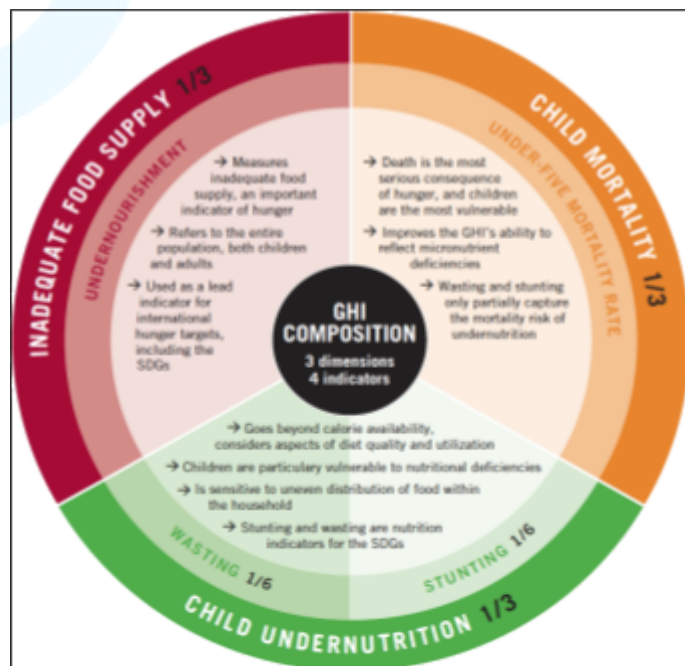 INADEQUATE FOOD SUPPLY 1/3
UNDERNOURISHMENT
→ Measures
inadequate food
supply, an important
indicator of hunger
→ Refers to the entire
population, both children
and adults
→ Used as a lead
indicator for
international
hunger targets,
including the
SDGs
CHILD MORTALITY 1/3
UNDER-FIVE MORTALITY RATE
→ Death is the most
serious consequence
of hunger, and children
are the most vulnerable
→ Improves the GHI's ability to
reflect micronutrient
deficiencies
→ Wasting and stunting
only partially capture
the mortality risk of
undernutrition
GHI
COMPOSITION
3 dimensions
4 indicators
→ Goes beyond calorie availability,
considers aspects of diet quality and utilization
→ Children are particulary vulnerable to nutritional deficiencies
→ Is sensitive to uneven distribution of food within
the household
→ Stunting and wasting are nutrition
indicators for the SDGs
WASTING 1/6
STUNTING 1/6
CHILD UNDERNUTRITION 1/3